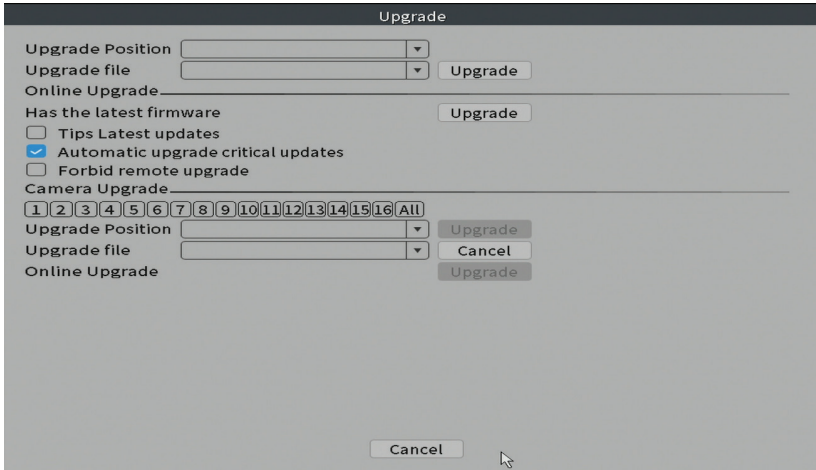 Upgrade
Upgrade Position
Upgrade file Upgrade
Online Upgrade
Has the latest firmware Upgrade
Tips Latest updates
Automatic upgrade critical updates
Forbid remote upgrade
Camera Upgrade
1 2 3 4 5 6 7 8 9 10 11 12 13 14 15 16 All
Upgrade Position Upgrade
Upgrade file Cancel
Online Upgrade Upgrade
Cancel